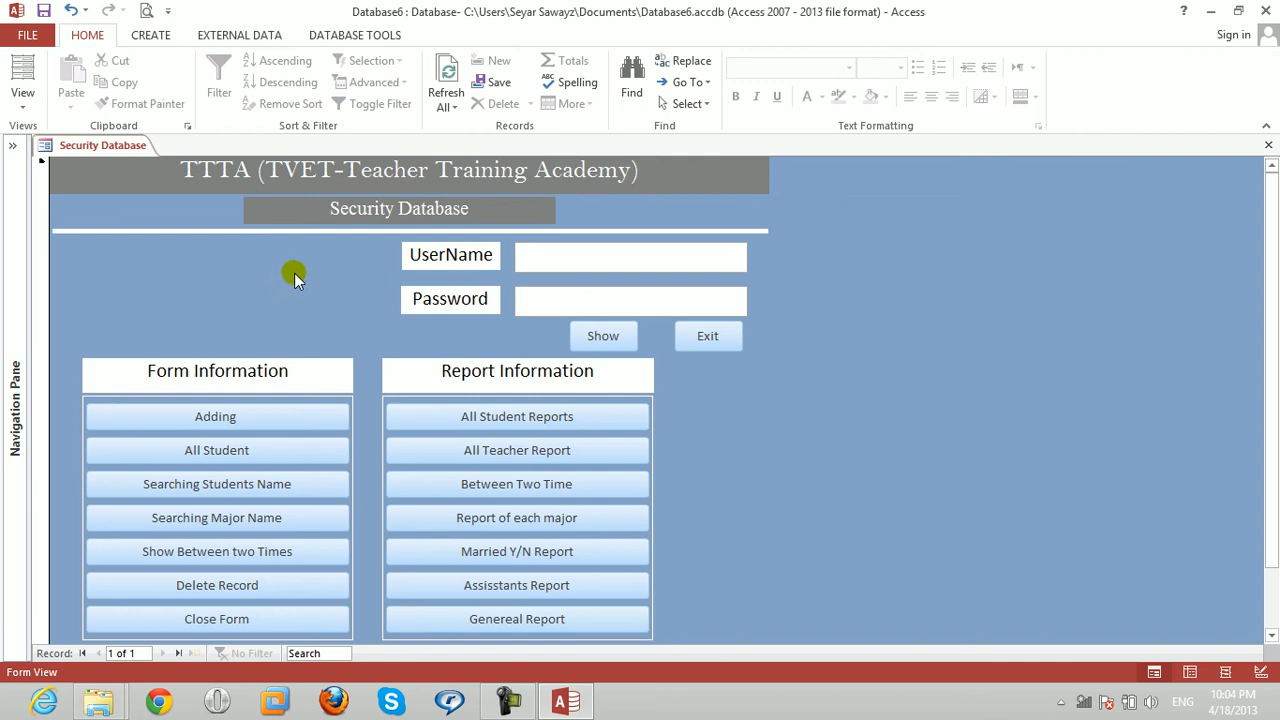 Database6 : Database- C:\Users\Seyar Sawayz\Documents\Database6.accdb (Access 2007 - 2013 file format) - Access
FILE HOME CREATE EXTERNAL DATA DATABASE TOOLS Sign in
View
Views
Paste
Cut
Copy
Format Painter
Clipboard
Filter
Ascending
Descending
Remove Sort
Selection
Advanced
Toggle Filter
Sort & Filter
Refresh All
New
Save
Delete
Totals
Spelling
More
Records
Find
Replace
Go To
Select
Find
B I U A
Text Formatting
Security Database
Navigation Pane
TTTA (TVET-Teacher Training Academy)
Security Database
UserName
Password
Show Exit
Form Information
Adding
All Student
Searching Students Name
Searching Major Name
Show Between two Times
Delete Record
Close Form
Report Information
All Student Reports
All Teacher Report
Between Two Time
Report of each major
Married Y/N Report
Assisstants Report
Genereal Report
Record: 1 of 1 No Filter Search
Form View
ENG
10:04 PM
4/18/2013